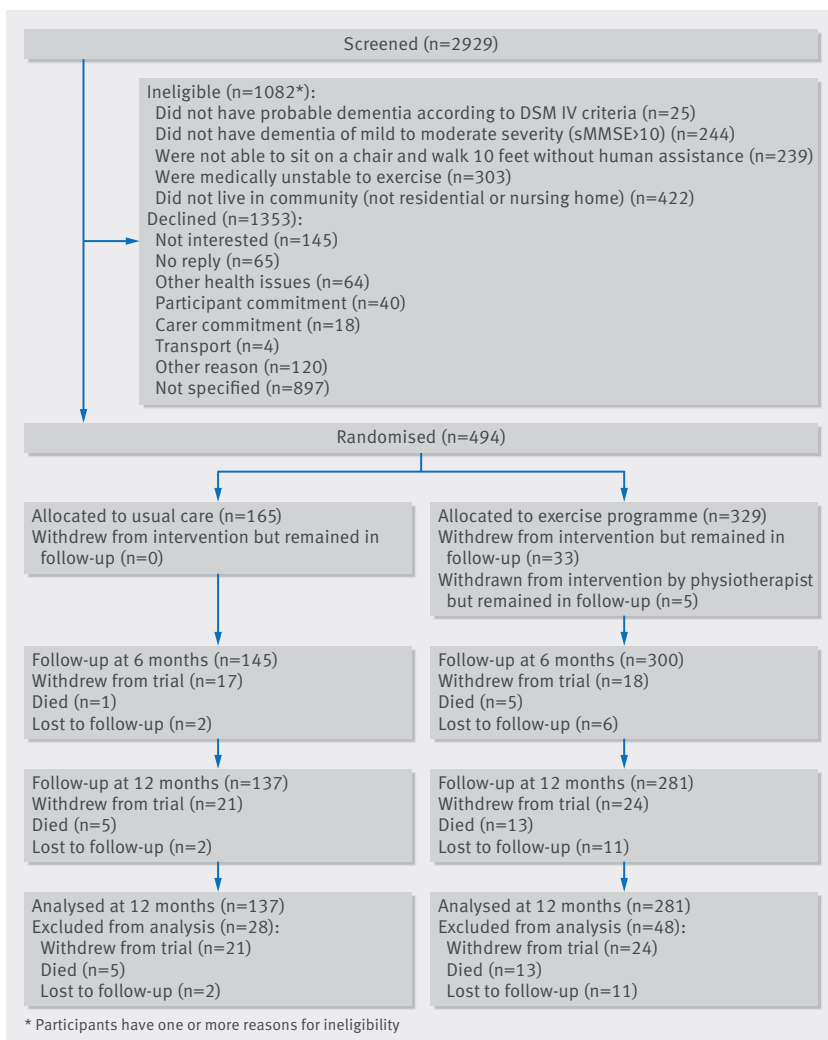 Screened (n=2929)
Ineligible (n=1082*):
Did not have probable dementia according to DSM IV criteria (n=25)
Did not have dementia of mild to moderate severity (sMMSE>10) (n=244)
Were not able to sit on a chair and walk 10 feet without human assistance (n=239)
Were medically unstable to exercise (n=303)
Did not live in community (not residential or nursing home) (n=422)
Declined (n=1353):
Not interested (n=145)
No reply (n=65)
Other health issues (n=64)
Participant commitment (n=40)
Carer commitment (n=18)
Transport (n=4)
Other reason (n=120)
Not specified (n=897)
Randomised (n=494)
Allocated to usual care (n=165)
Withdrew from intervention but remained in
follow-up (n=0)
Allocated to exercise programme (n=329)
Withdrew from intervention but remained in
follow-up (n=33)
Withdrawn from intervention by physiotherapist
but remained in follow-up (n=5)
Follow-up at 6 months (n=145)
Withdrew from trial (n=17)
Died (n=1)
Lost to follow-up (n=2)
Follow-up at 6 months (n=300)
Withdrew from trial (n=18)
Died (n=5)
Lost to follow-up (n=6)
Follow-up at 12 months (n=137)
Withdrew from trial (n=21)
Died (n=5)
Lost to follow-up (n=2)
Follow-up at 12 months (n=281)
Withdrew from trial (n=24)
Died (n=13)
Lost to follow-up (n=11)
Analysed at 12 months (n=137)
Excluded from analysis (n=28):
Withdrew from trial (n=21)
Died (n=5)
Lost to follow-up (n=2)
Analysed at 12 months (n=281)
Excluded from analysis (n=48):
Withdrew from trial (n=24)
Died (n=13)
Lost to follow-up (n=11)
* Participants have one or more reasons for ineligibility